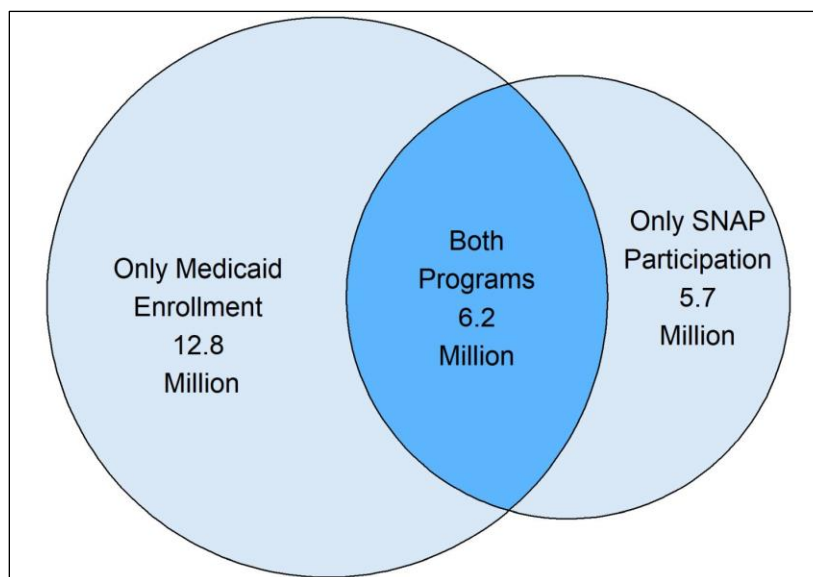 Only Medicaid
Enrollment
12.8
Million
Both
Programs
6.2
Million
Only SNAP
Participation
5.7
Million